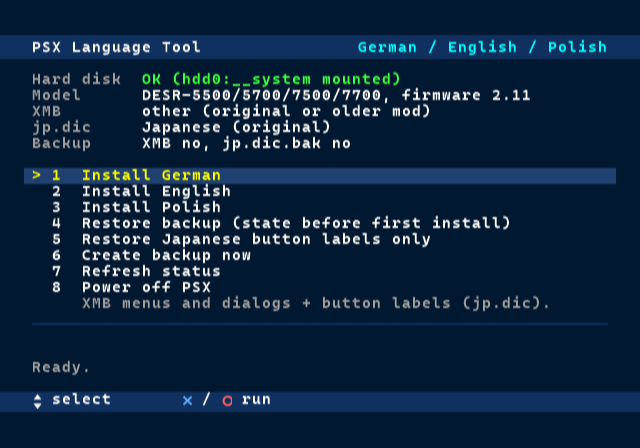 PSX Language Tool German / English / Polish
Hard disk OK (hdd0:__system mounted)
Model DESR-5500/5700/7500/7700, firmware 2.11
XMB other (original or older mod)
jp.dic Japanese (original)
Backup XMB no, jp.dic.bak no
> 1 Install German
2 Install English
3 Install Polish
4 Restore backup (state before first install)
5 Restore Japanese button labels only
6 Create backup now
7 Refresh status
8 Power off PSX
XMB menus and dialogs + button labels (jp.dic).
Ready.
select × / ○ run